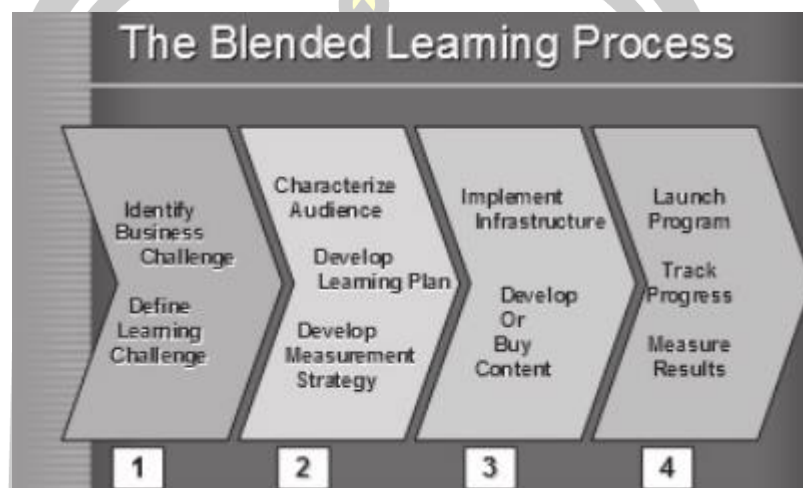 The Blended Learning Process
Identify
Business
Challenge
Define
Learning
Challenge
1
Characterize
Audience
Develop
Learning Plan
Develop
Measurement
Strategy
2
Implement
Infrastructure
Develop
Or
Buy
Content
3
Launch
Program
Track
Progress
Measure
Results
4